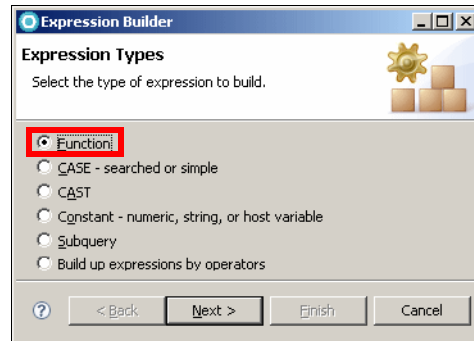 Expression Builder
Expression Types
Select the type of expression to build.
Function
CASE - searched or simple
CAST
Constant - numeric, string, or host variable
Subquery
Build up expressions by operators
? < Back Next > Finish Cancel